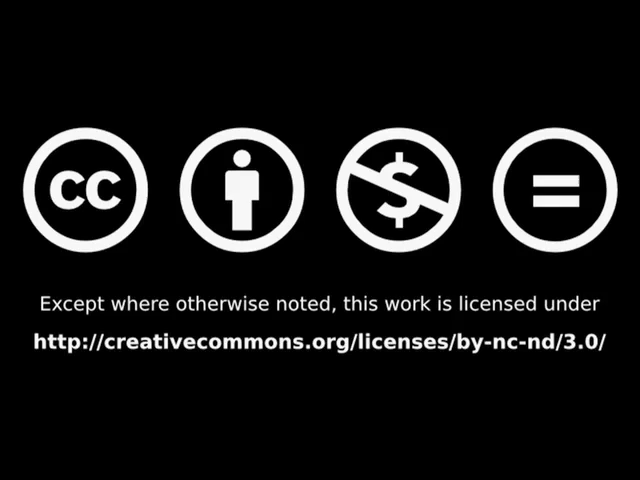 cc
$
=
Except where otherwise noted, this work is licensed under
http://creativecommons.org/licenses/by-nc-nd/3.0/